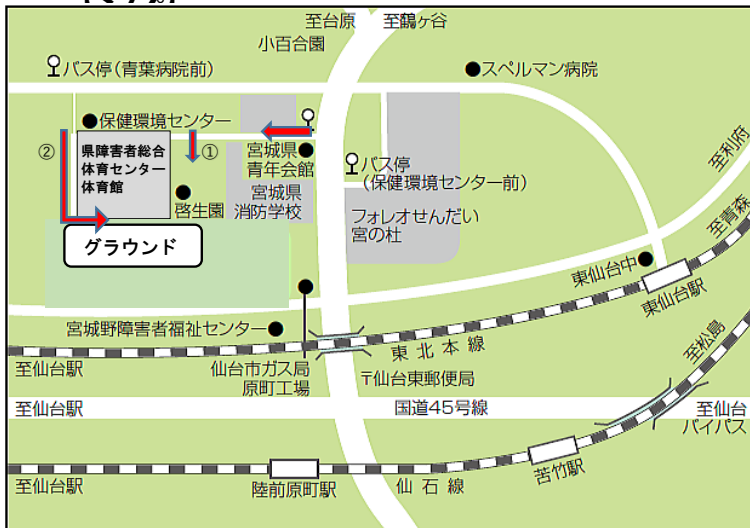 至台原
至鶴ヶ谷
小百合園
バス停(青葉病院前)
スペルマン病院
保健環境センター
②
①
県障害者総合
体育センター
体育館
宮城県
青年会館
バス停
(保健環境センター前)
至利府
啓生園
宮城県
消防学校
フォレオせんだい
宮の杜
至青森
グラウンド
東仙台中
東仙台駅
宮城野障害者福祉センター
東北本線
至松島
至仙台駅
仙台市ガス局
原町工場
〒仙台東郵便局
至仙台駅
国道45号線
至仙台
バイパス
苦竹駅
至仙台駅
陸前原町駅
仙石線